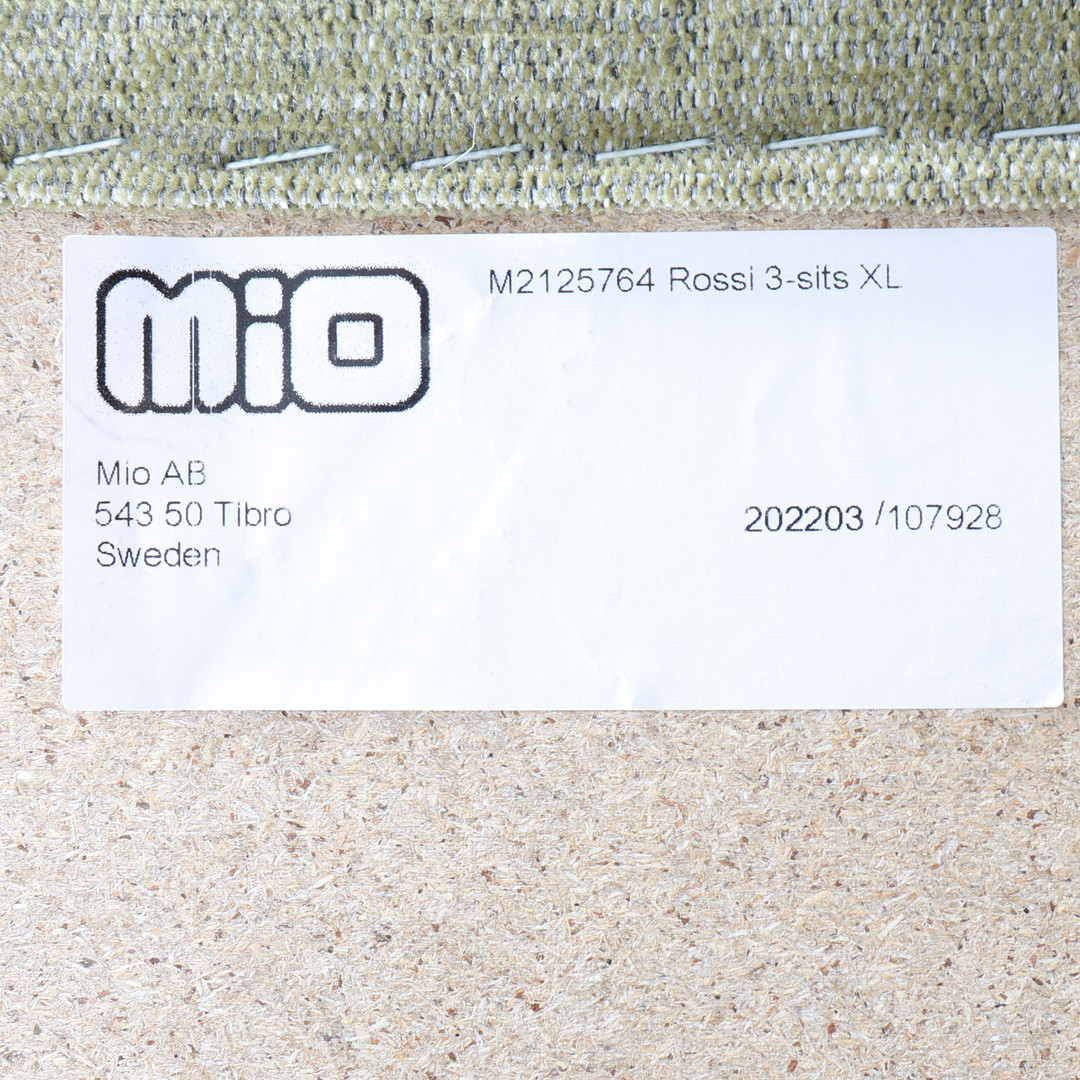 mio
M2125764 Rossi 3-sits XL
Mio AB
543 50 Tibro
Sweden
202203 /107928